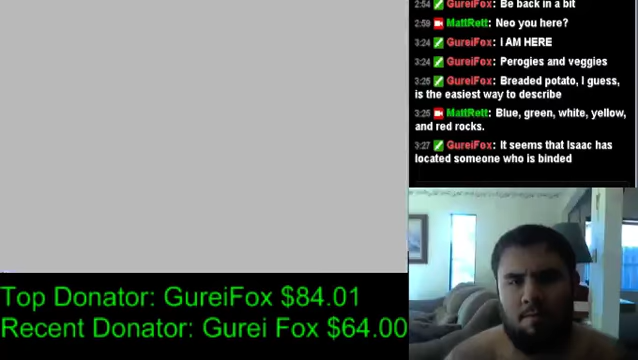 2:54 GureiFox: Be back in a bit
2:59 MattRett: Neo you here?
3:24 GureiFox: I AM HERE
3:24 GureiFox: Perogies and veggies
3:25 GureiFox: Breaded potato, I guess,
is the easiest way to describe
3:25 MattRett: Blue, green, white, yellow,
and red rocks.
3:27 GureiFox: It seems that Isaac has
located someone who is binded
Top Donator: GureiFox $84.01
Recent Donator: Gurei Fox $64.00